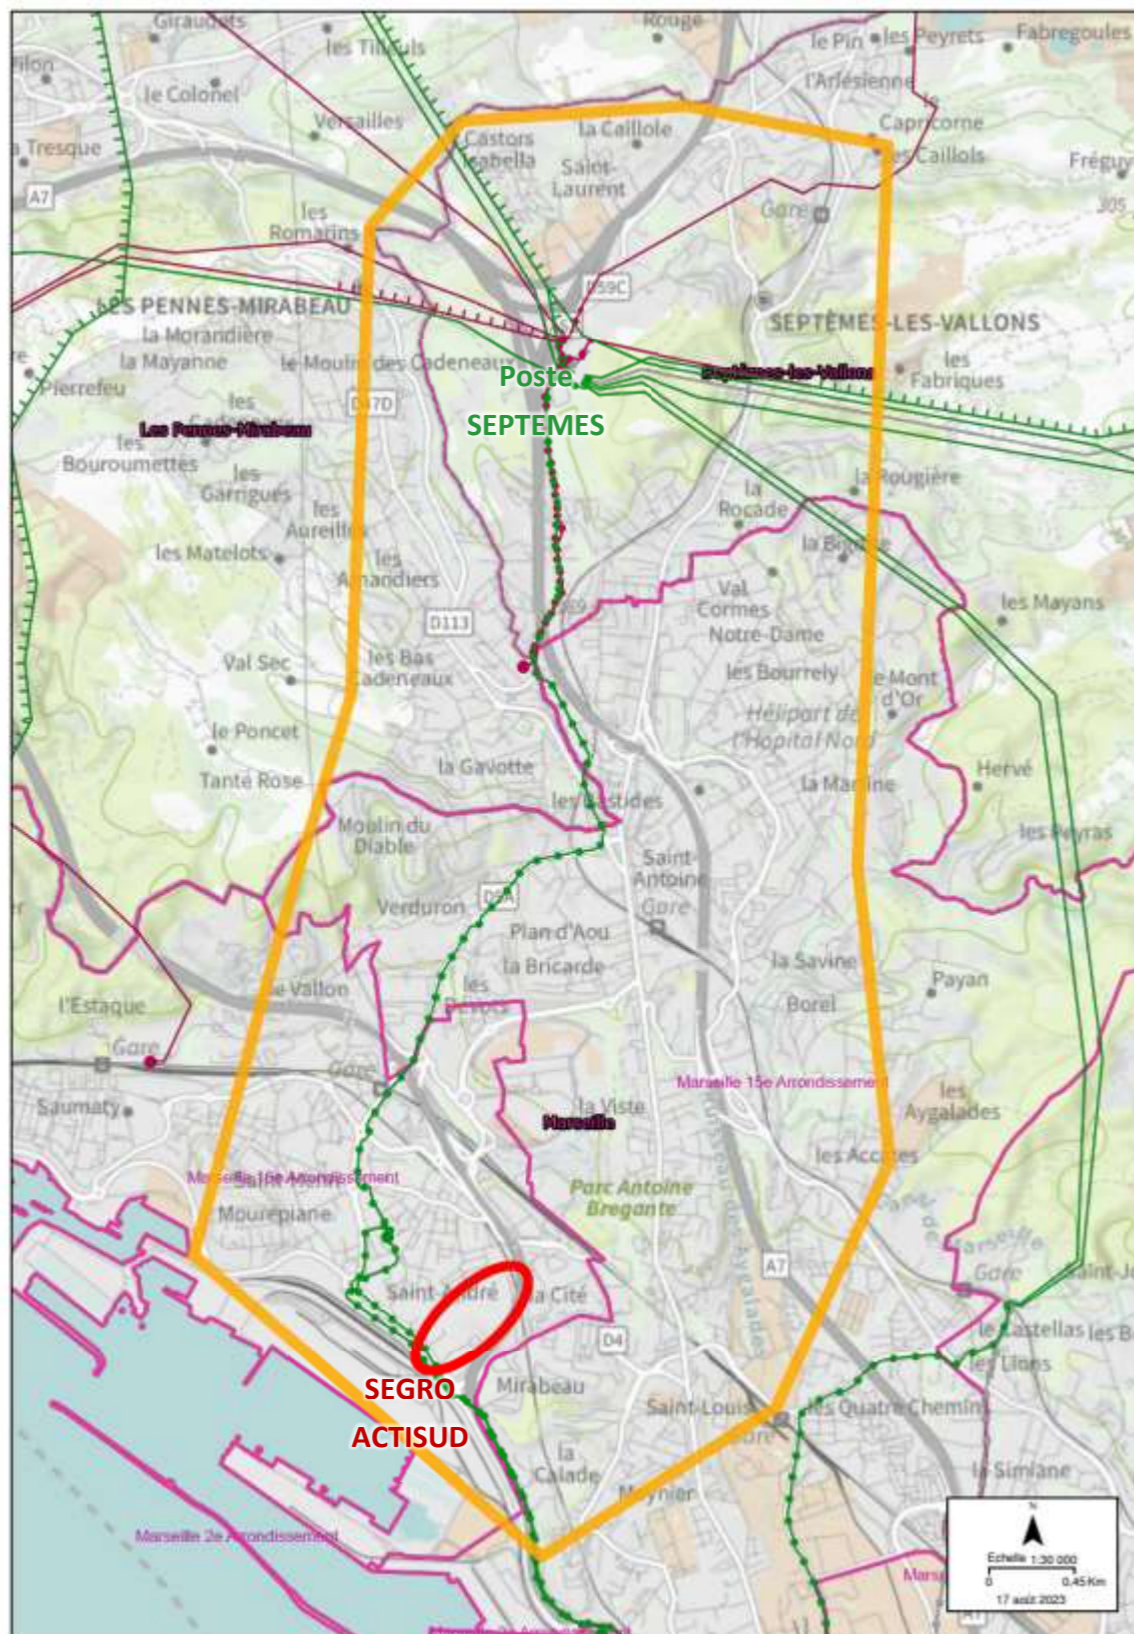 Giraudets
Rouge
les Tilleuls
le Pin
les Peyrets
Fabregoules
l'Arlésienne
le Colonel
Versailles
Castors
Isabella
la Caillole
Capricorne
les Caillols
Tresque
Saint-
Laurent
A7
les
Romarins
Gare
305
D59C
LES PENNES-MIRABEAU
SEPTÈMES-LES-VALLONS
la Morandière
la Mayanne
le Moulin des Cadeneaux
Pierrefeu
Poste
SEPTEMES
Septèmes-les-Vallons
les
Fabriques
D47D
Les Pennes-Mirabeau
les
Bouroumettes
les
Garrigues
les
Aureilles
la Rougière
la
Rocade
les Matelots
les
Amandiers
Val
Cormes
les Mayans
D113
Notre-Dame
Val Sec
les Bas
Cadeneaux
les Bourrely
le Mont
d'Or
le Poncet
Héliport de
l'Hopital Nord
Tanté Rose
la Gavotte
Hervé
les Bastides
la Martine
Moulin du
Diable
les Peyras
Saint-
Antoine
Verduron
Gare
Plan d'Aou
la Bricarde
la Savine
Payan
l'Estaque
le Vallon
Borel
Gare
Gare
Saumaty
Marseille 15e Arrondissement
les
Aygalades
la Viste
Marseille
Marseille 16e Arrondissement
les Accates
Mourepiane
Parc Antoine
Bregante
A7
Gare
Saint-André
la Cité
D4
le Castellas
les Lions
SEGRO
ACTISUD
Mirabeau
Saint-Louis
les Quatre Chemins
la
Calade
la Simiane
Meynier
Marseille 2e Arrondissement
N
Echelle 1:30 000
0
0,45 Km
17 août 2023
A7